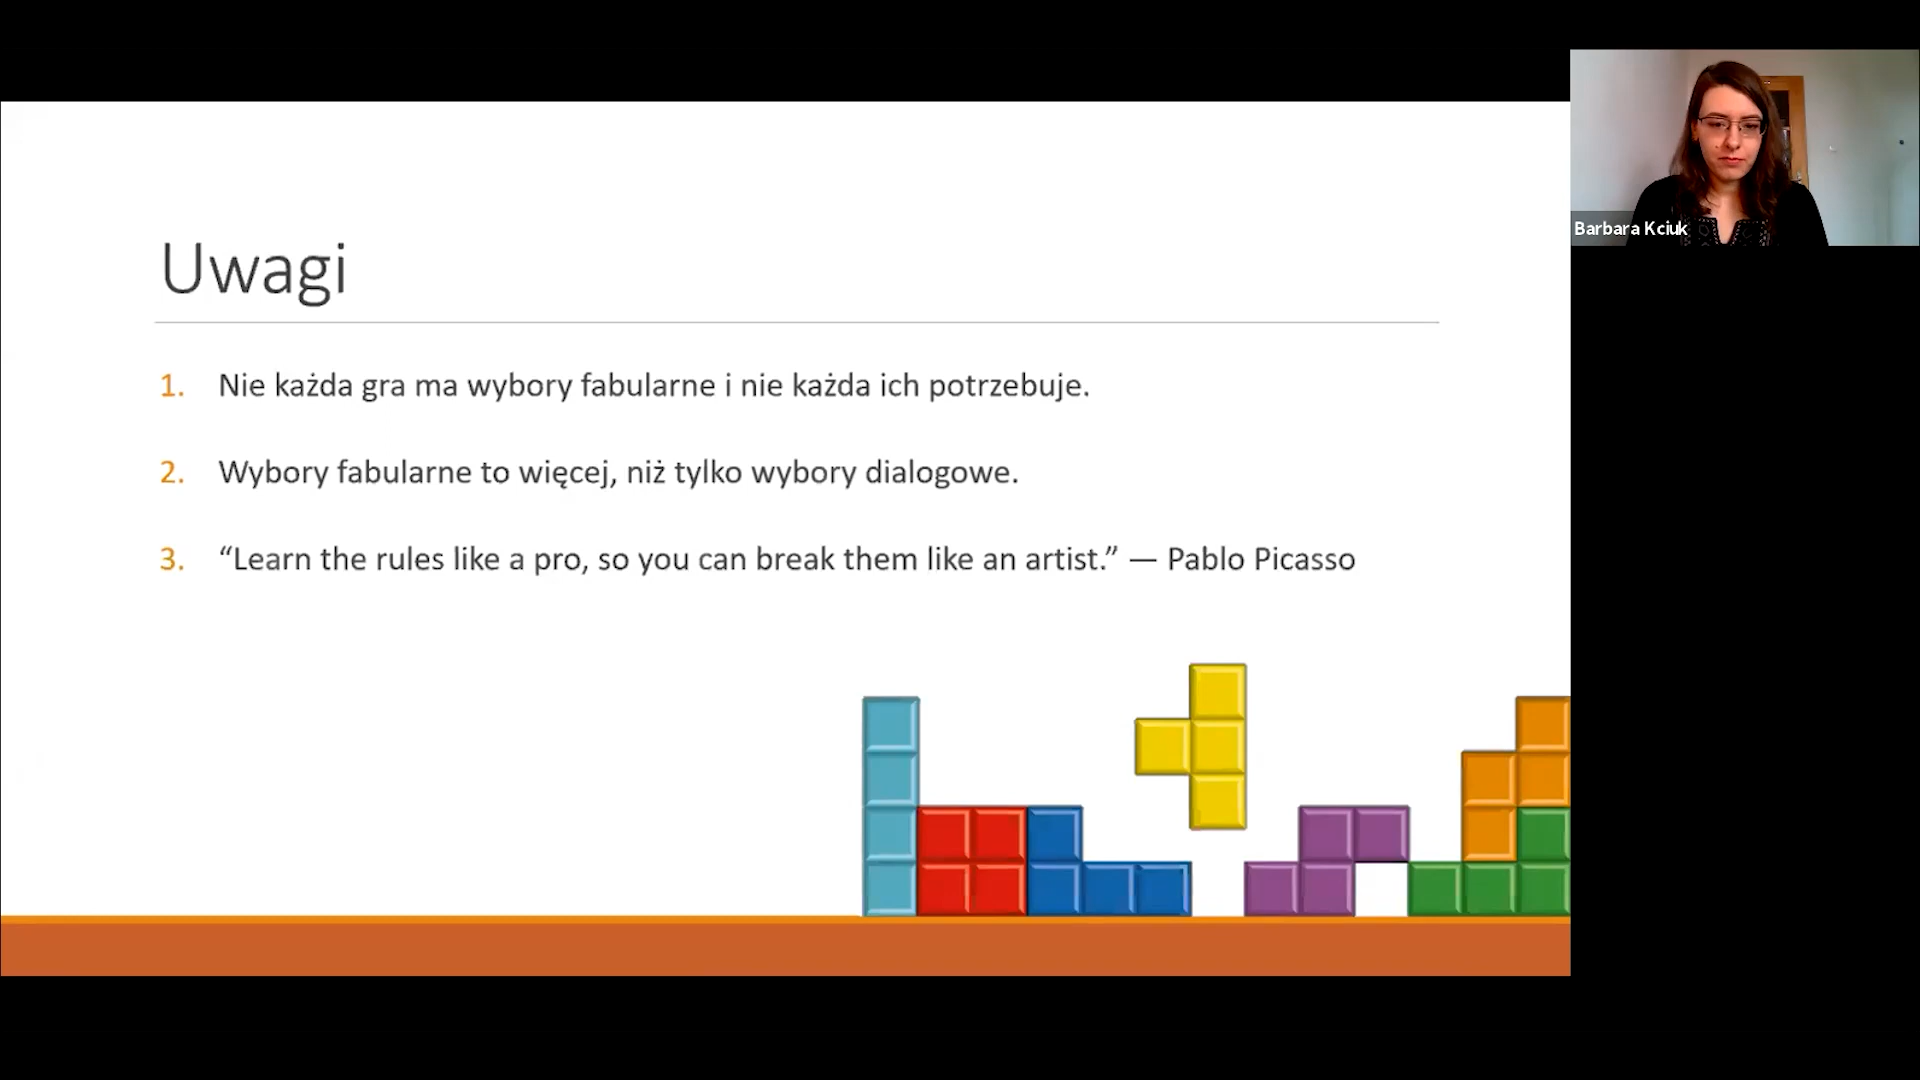 Uwagi
1. Nie każda gra ma wybory fabularne i nie każda ich potrzebuje.
2. Wybory fabularne to więcej, niż tylko wybory dialogowe.
3. “Learn the rules like a pro, so you can break them like an artist.” — Pablo Picasso
Barbara Kciuk